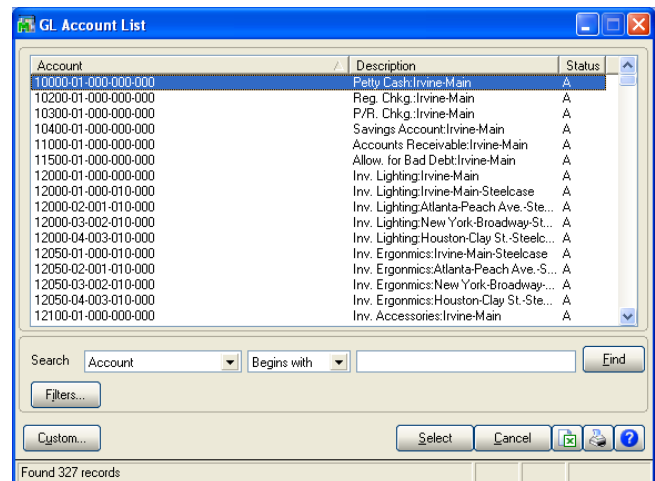 GL Account List
Account Description Status
10000-01-000-000-000 Petty Cash:Irvine-Main A
10200-01-000-000-000 Reg. Chkg.:Irvine-Main A
10300-01-000-000-000 P/R. Chkg.:Irvine-Main A
10400-01-000-000-000 Savings Account:Irvine-Main A
11000-01-000-000-000 Accounts Receivable:Irvine-Main A
11500-01-000-000-000 Allow. for Bad Debt:Irvine-Main A
12000-01-000-000-000 Inv. Lighting:Irvine-Main A
12000-01-000-010-000 Inv. Lighting:Irvine-Main-Steelcase A
12000-02-001-010-000 Inv. Lighting:Atlanta-Peach Ave.-Ste... A
12000-03-002-010-000 Inv. Lighting:New York-Broadway-St... A
12000-04-003-010-000 Inv. Lighting:Houston-Clay St.-Steelc... A
12050-01-000-010-000 Inv. Ergonmics:Irvine-Main-Steelcase A
12050-02-001-010-000 Inv. Ergonmics:Atlanta-Peach Ave.-S... A
12050-03-002-010-000 Inv. Ergonmics:New York-Broadway-... A
12050-04-003-010-000 Inv. Ergonmics:Houston-Clay St.-Ste... A
12100-01-000-000-000 Inv. Accessories:Irvine-Main A
Search Account Begins with Find
Filters...
Custom... Select Cancel
Found 327 records